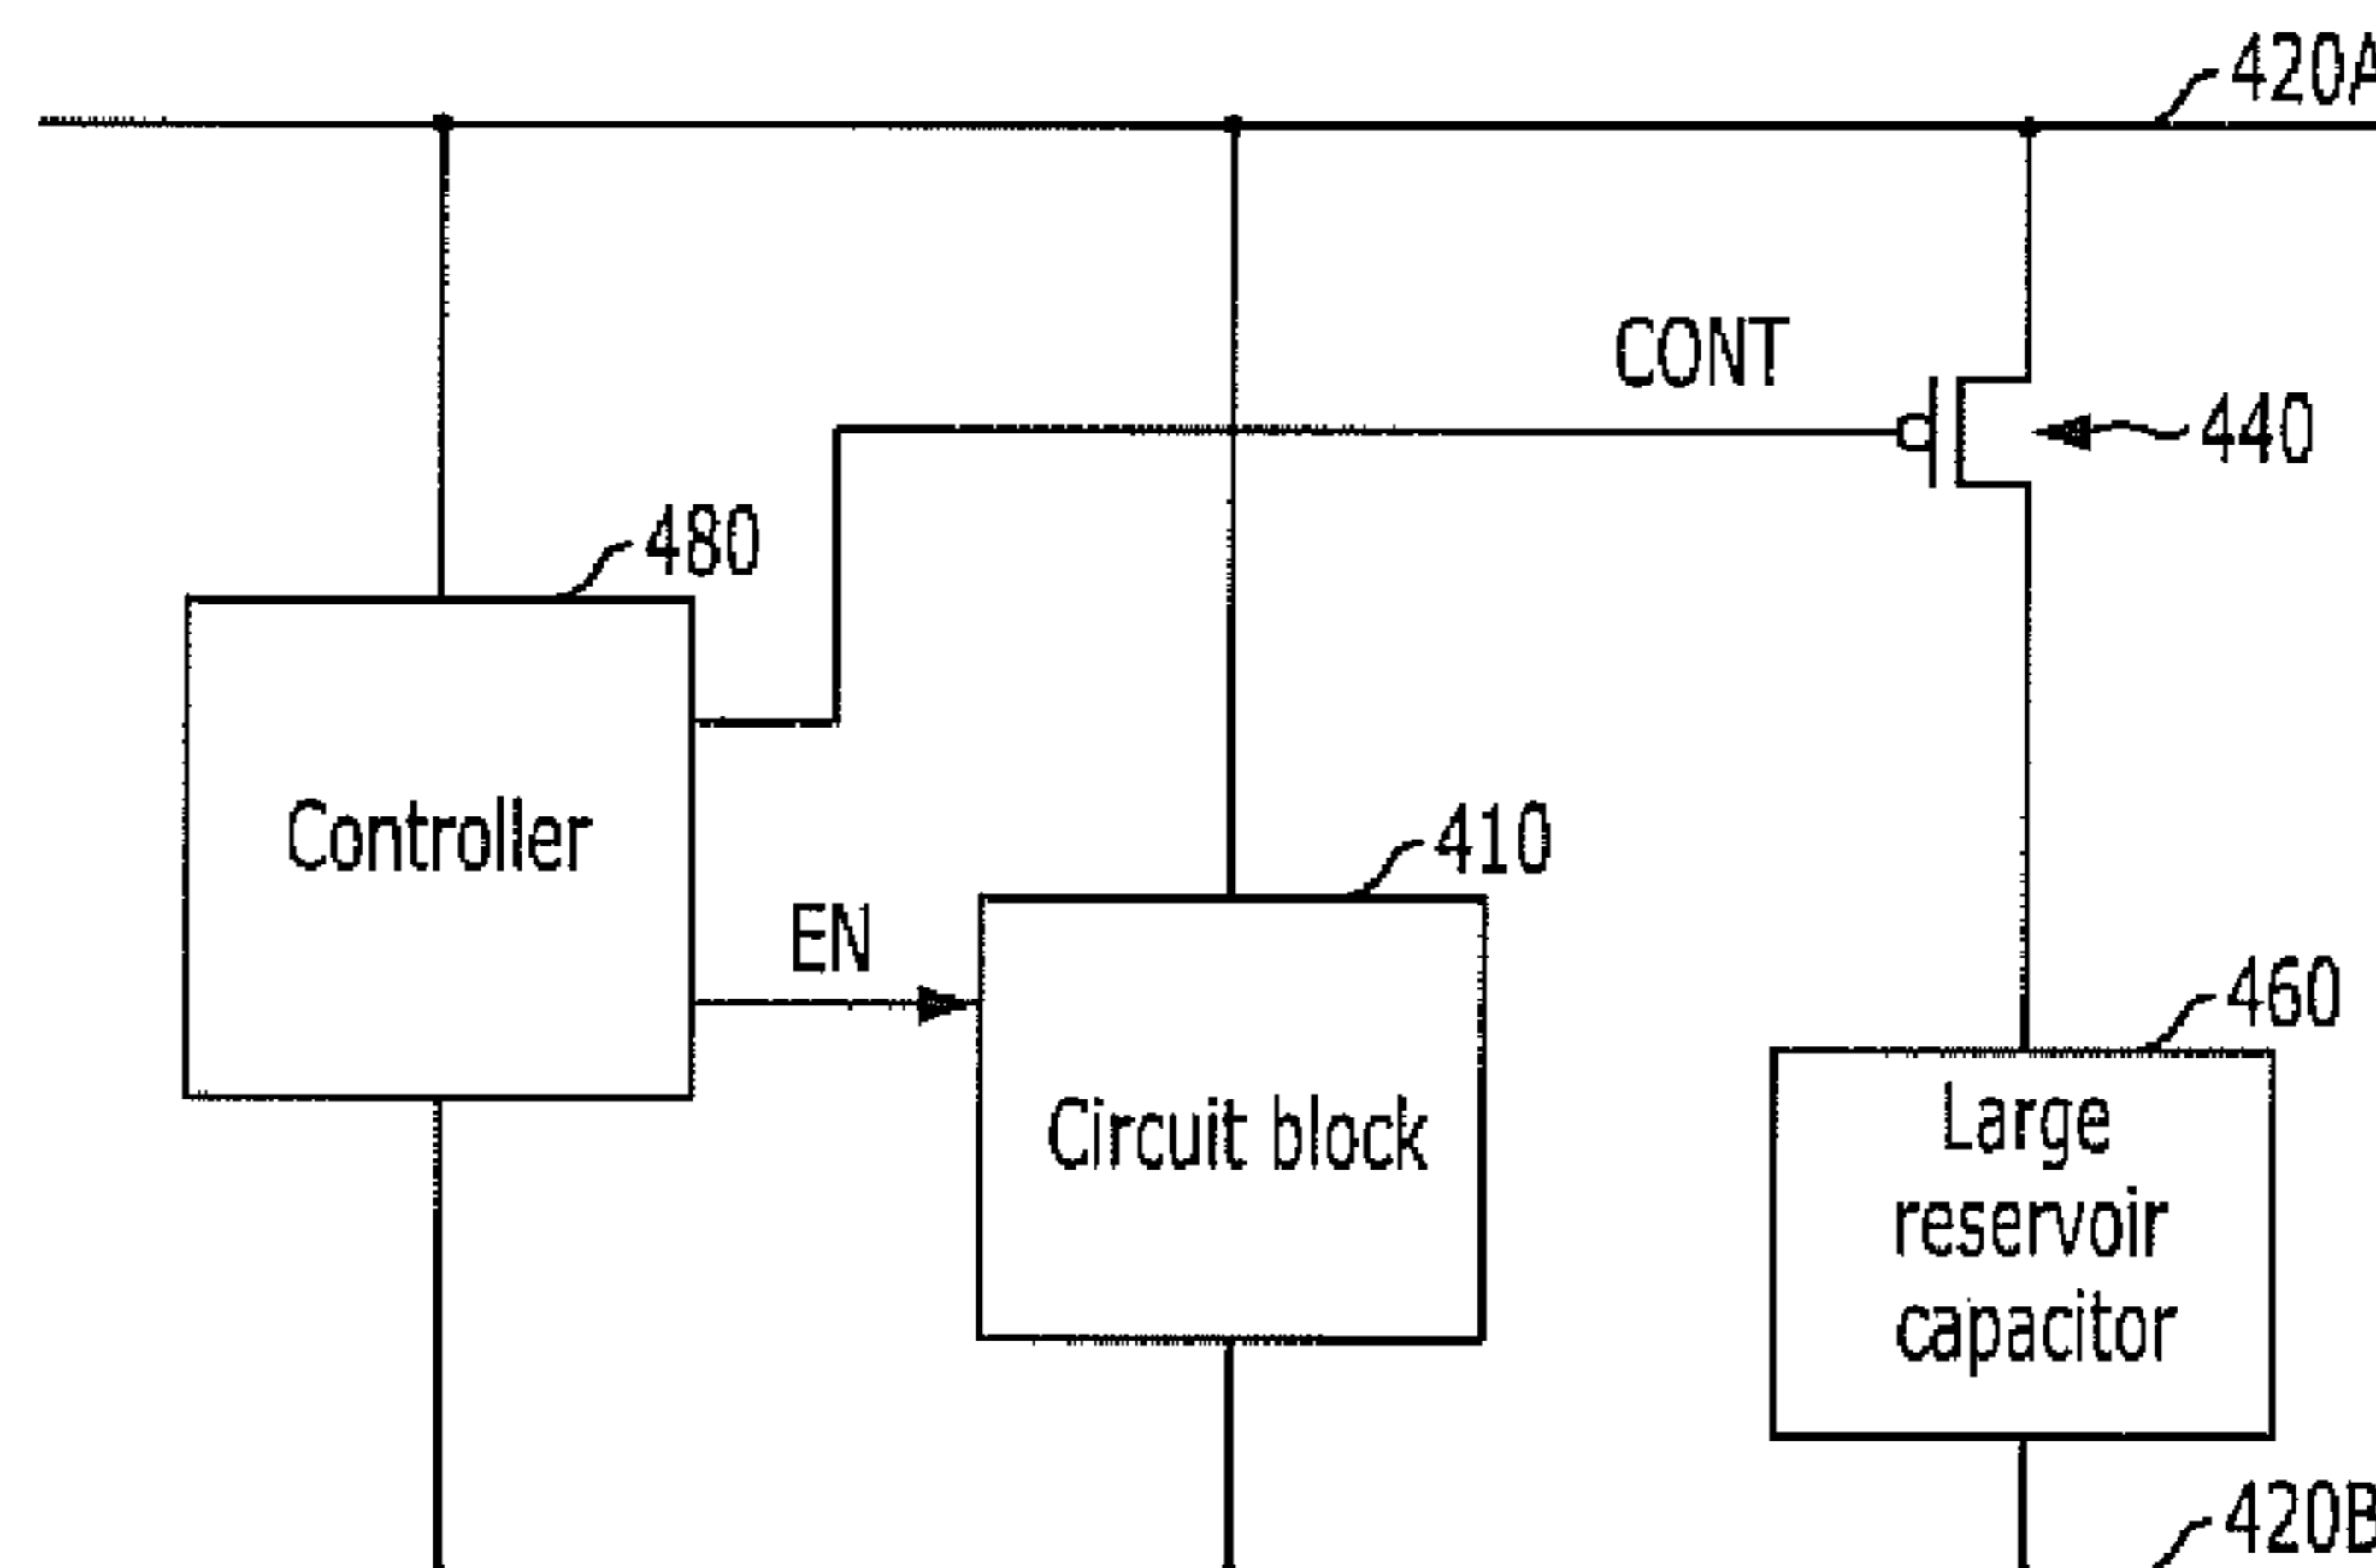 420A
CONT
440
480
Controller
410
EN
460
Circuit block
Large
reservoir
capacitor
420B